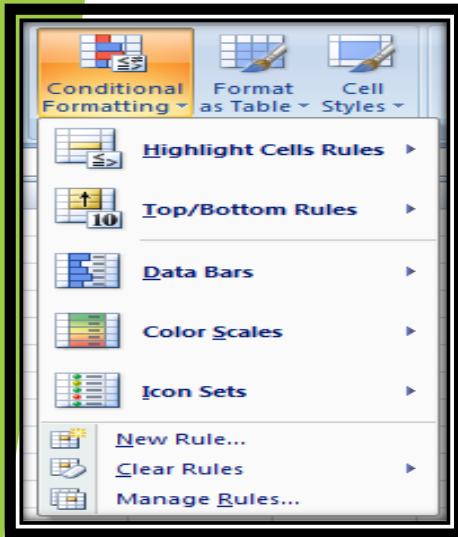 Conditional Format Cell
Formatting as Table Styles
Highlight Cells Rules
10
Top/Bottom Rules
Data Bars
Color Scales
Icon Sets
New Rule...
Clear Rules
Manage Rules...